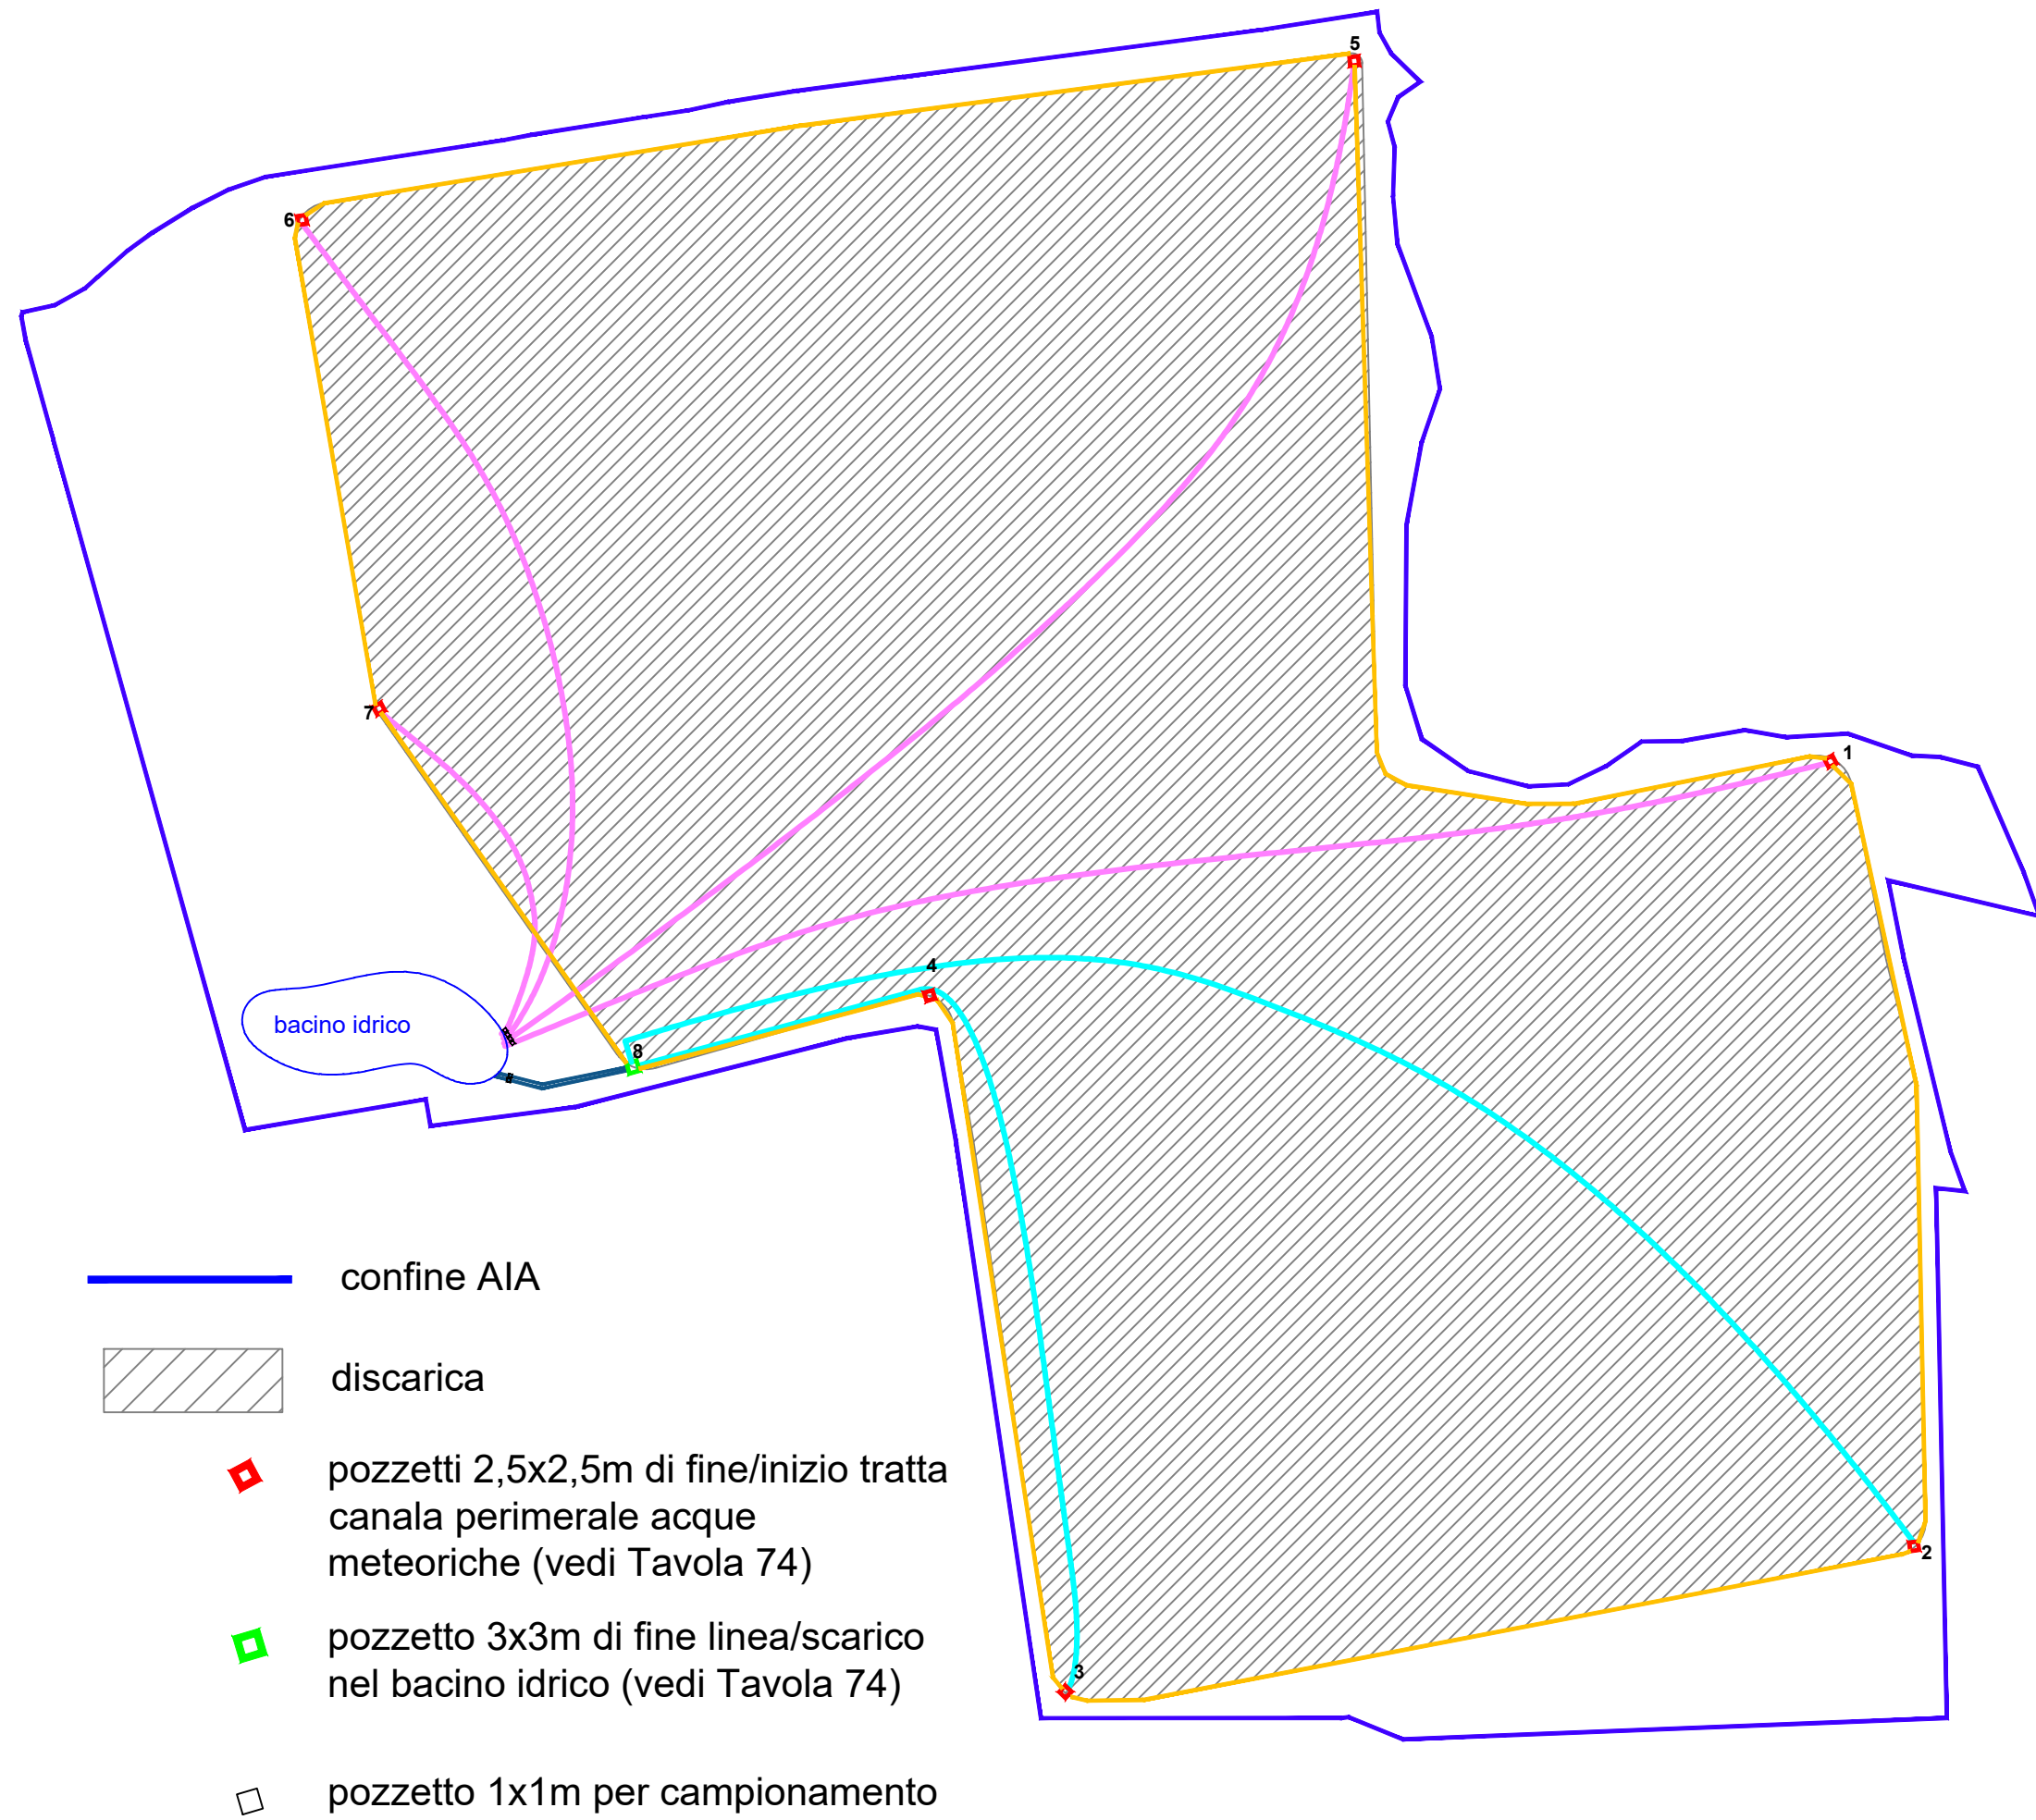 5
6
7
1
4
bacino idrico
8
confine AIA
discarica
pozzetti 2,5x2,5m di fine/inizio tratta
canala perimerale acque
meteoriche (vedi Tavola 74)
2
pozzetto 3x3m di fine linea/scarico
nel bacino idrico (vedi Tavola 74)
3
pozzetto 1x1m per campionamento